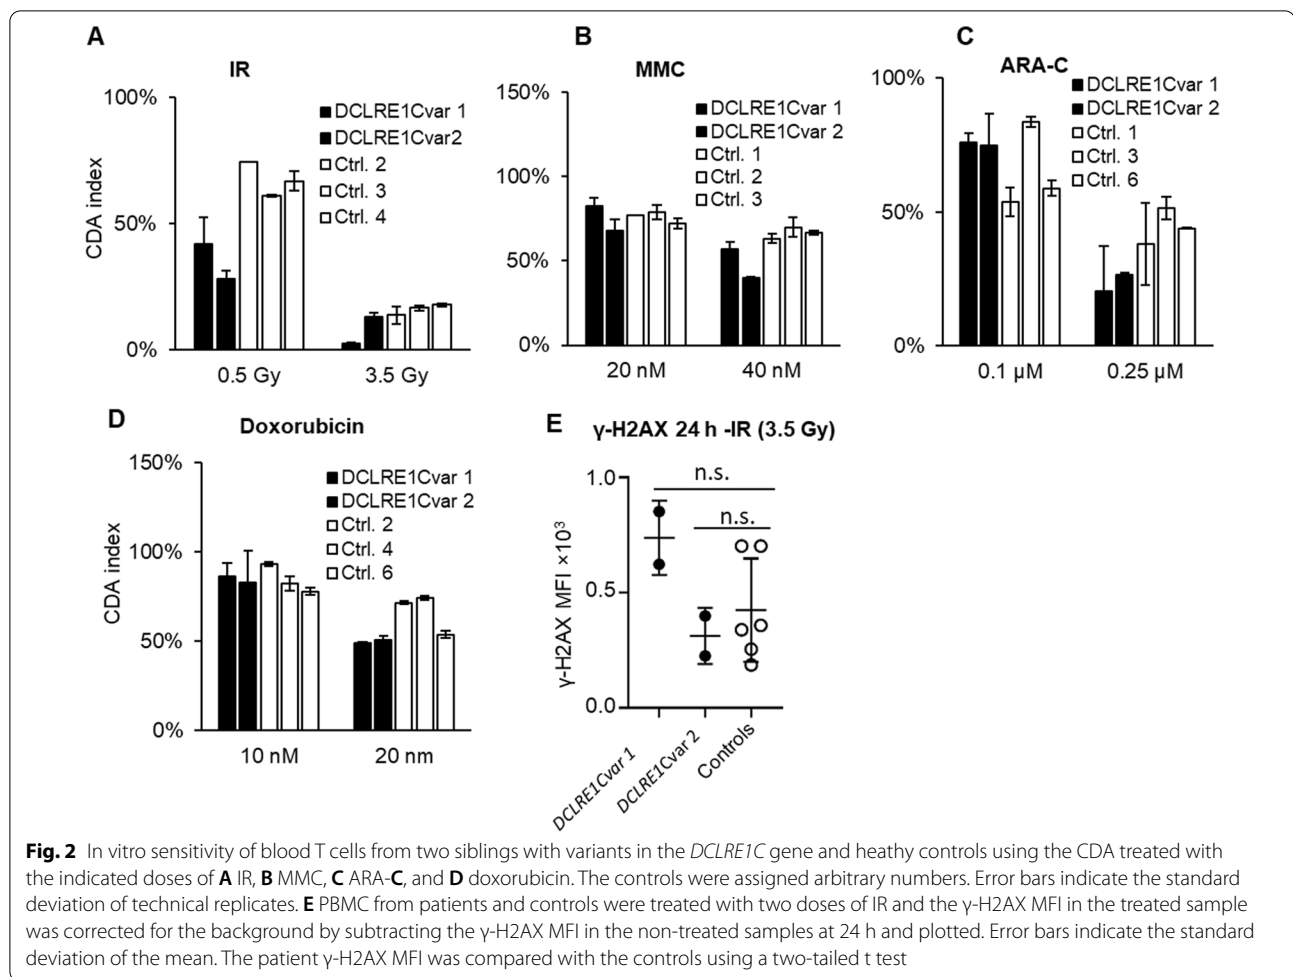 A
IR
100%
50%
0%
CDA index
DCLRE1Cvar 1
DCLRE1Cvar2
Ctrl. 2
Ctrl. 3
Ctrl. 4
0.5 Gy
3.5 Gy
B
MMC
150%
100%
50%
0%
DCLRE1Cvar 1
DCLRE1Cvar 2
Ctrl. 1
Ctrl. 2
Ctrl. 3
20 nM
40 nM
C
ARA-C
100%
50%
0%
DCLRE1Cvar 1
DCLRE1Cvar 2
Ctrl. 1
Ctrl. 3
Ctrl. 6
0.1 µM
0.25 µM
D
Doxorubicin
150%
100%
50%
0%
CDA index
DCLRE1Cvar 1
DCLRE1Cvar 2
Ctrl. 2
Ctrl. 4
Ctrl. 6
10 nM
20 nm
E
γ-H2AX 24 h -IR (3.5 Gy)
1.0
0.5
0.0
γ-H2AX MFI ×10³
n.s.
n.s.
DCLRE1Cvar 1
DCLRE1Cvar 2
Controls
Fig. 2 In vitro sensitivity of blood T cells from two siblings with variants in the DCLRE1C gene and heathy controls using the CDA treated with
the indicated doses of A IR, B MMC, C ARA-C, and D doxorubicin. The controls were assigned arbitrary numbers. Error bars indicate the standard
deviation of technical replicates. E PBMC from patients and controls were treated with two doses of IR and the γ-H2AX MFI in the treated sample
was corrected for the background by subtracting the γ-H2AX MFI in the non-treated samples at 24 h and plotted. Error bars indicate the standard
deviation of the mean. The patient γ-H2AX MFI was compared with the controls using a two-tailed t test